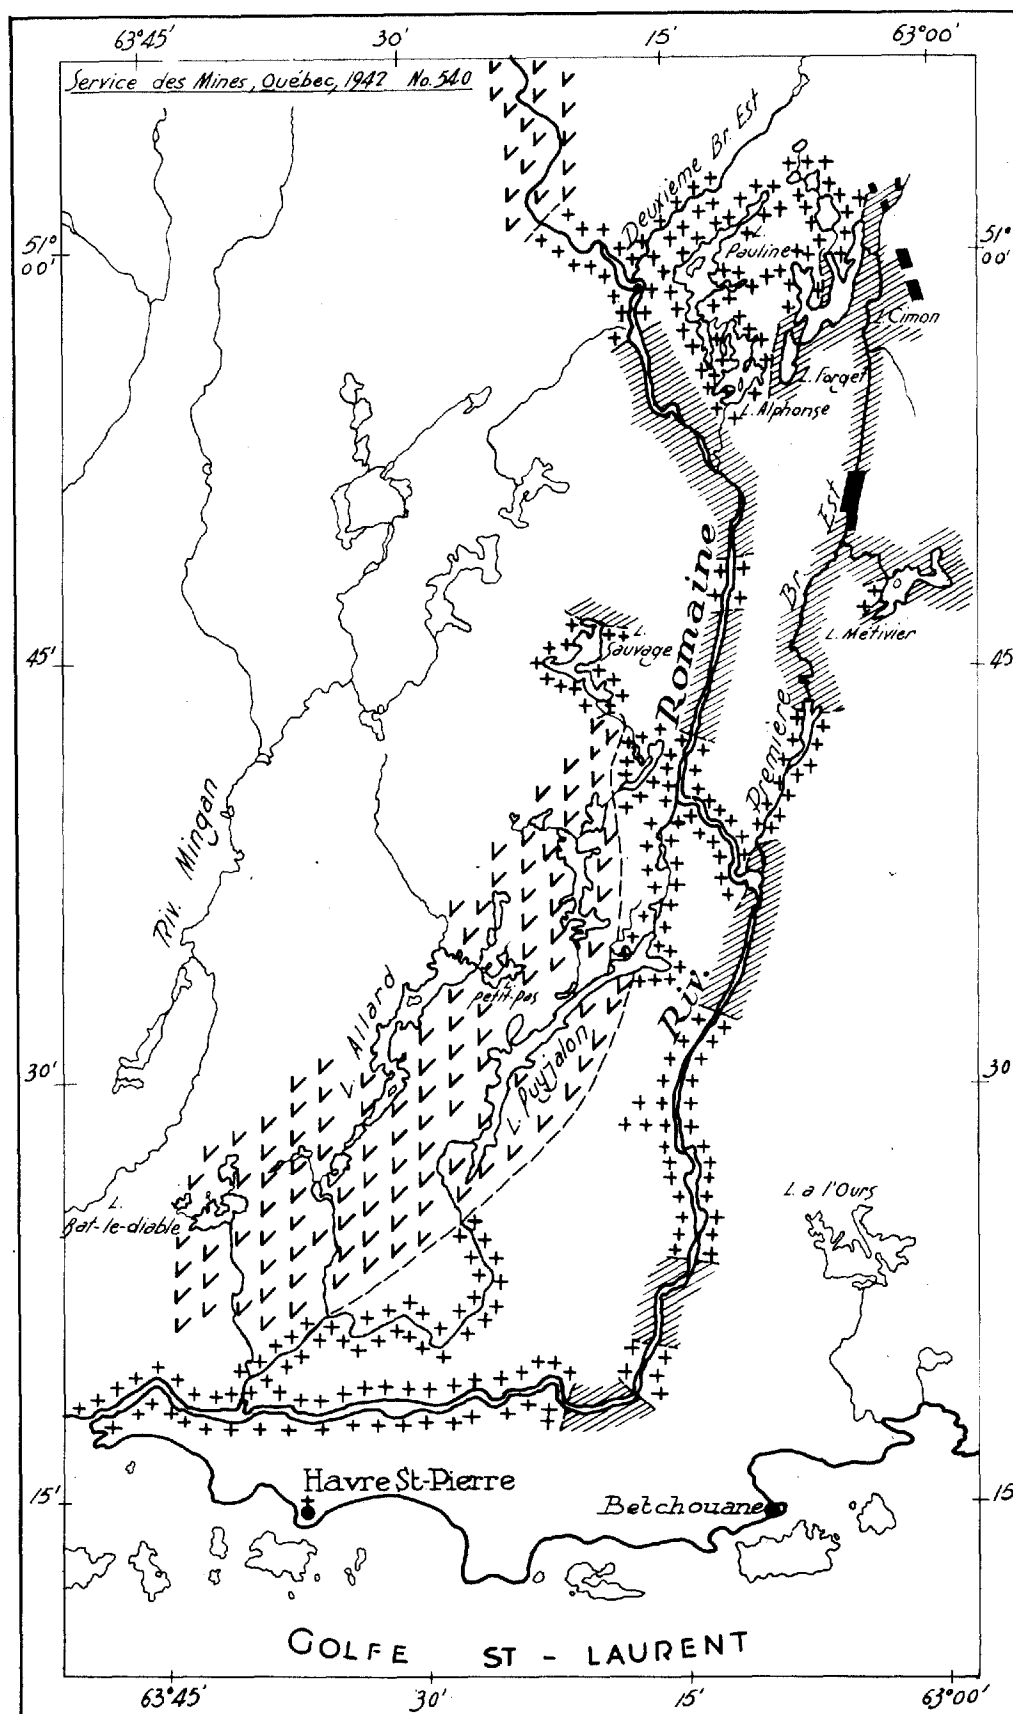 63°45'
30'
15'
63°00'
Service des Mines, Québec, 1942 No. 540
Deuxième Br. Est
51°
00'
51°
00'
L.
Pauline
L. Cimon
L. Forget
L. Alphonse
Est
Br.
Première
L. Métivier
L.
Sauvage
45'
45'
Romaine
Riv.
Riv. Mingan
L. Allard
L.
Petit-pas
L. Puyjalon
30'
30'
L.
Bat-le-diable
L. a l'Ours
Havre St-Pierre
Betchouane
15'
15'
GOLFE ST-LAURENT
63°45'
30'
15'
63°00'